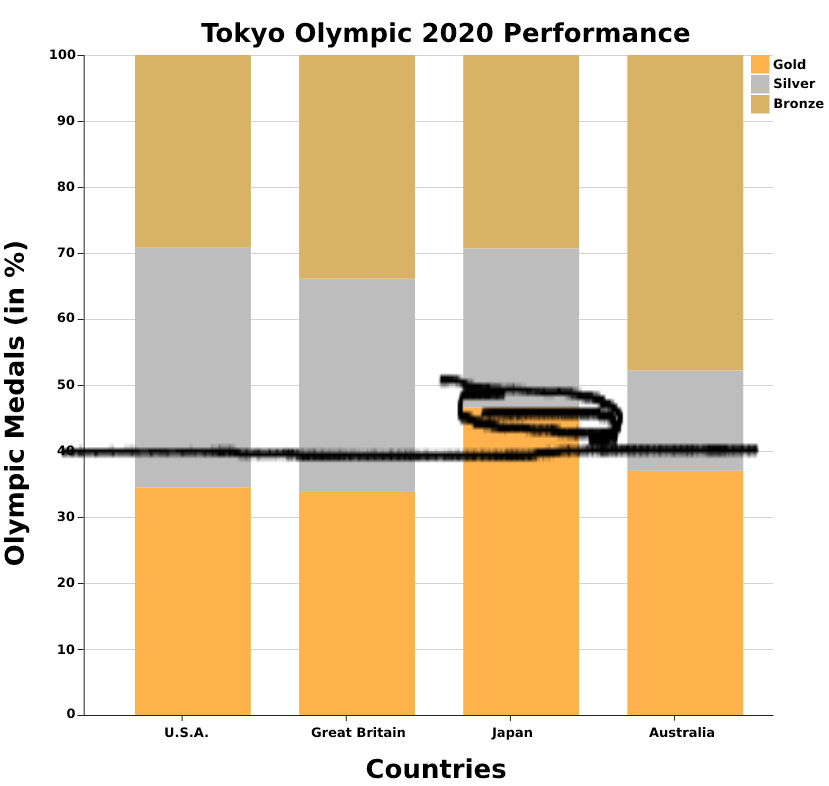 Tokyo Olympic 2020 Performance
Gold
Silver
Bronze
Olympic Medals (in %)
100
90
80
70
60
50
40
30
20
10
0
U.S.A. Great Britain Japan Australia
Countries